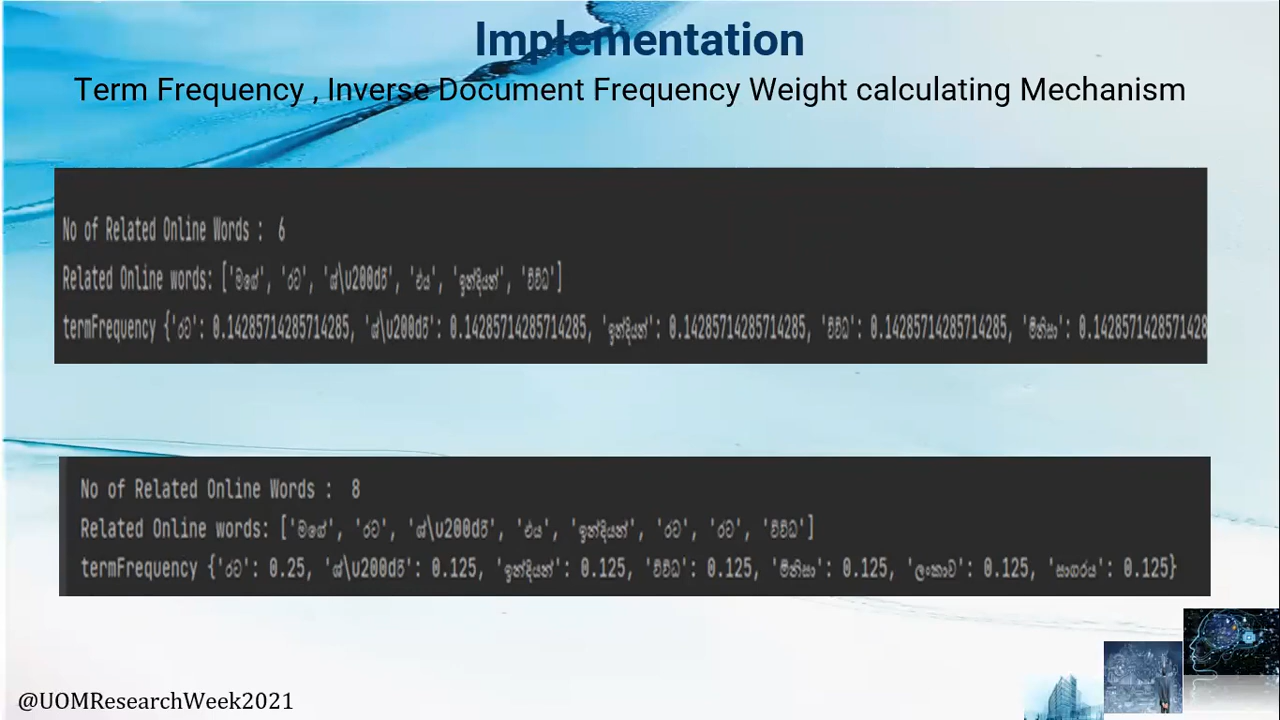 Implementation
Term Frequency , Inverse Document Frequency Weight calculating Mechanism
No of Related Online Words :  6
Related Online words: ['මගේ', 'රට', 'ශ්\u200dරී', 'එය', 'ඉන්දියන්', 'විවිධ']
termFrequency {'රට': 0.14285714285714285, 'ශ්\u200dරී': 0.14285714285714285, 'ඉන්දියන්': 0.14285714285714285, 'විවිධ': 0.14285714285714285, 'මිනිසා': 0.1428571428571428
No of Related Online Words :  8
Related Online words: ['මගේ', 'රට', 'ශ්\u200dරී', 'එය', 'ඉන්දියන්', 'රට', 'රට', 'විවිධ']
termFrequency {'රට': 0.25, 'ශ්\u200dරී': 0.125, 'ඉන්දියන්': 0.125, 'විවිධ': 0.125, 'මිනිසා': 0.125, 'ලංකාව': 0.125, 'සාගරය': 0.125}
@UOMResearchWeek2021